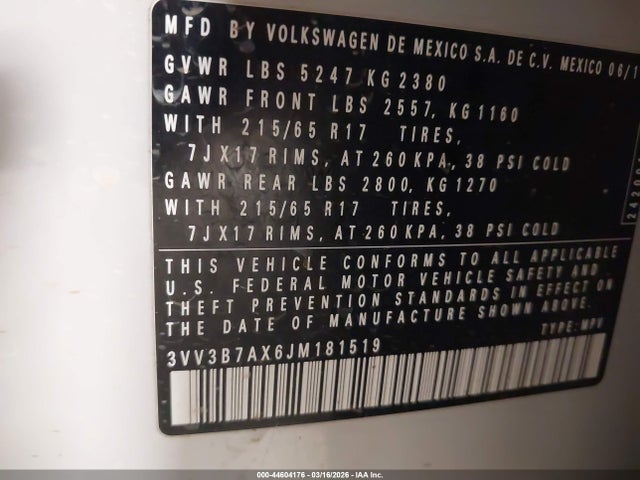 MFD BY VOLKSWAGEN DE MEXICO S.A. DE C.V. MEXICO 06/1
GVWR LBS 5247 KG 2380
GAWR FRONT LBS 2557, KG 1160
WITH 215/65 R17 TIRES,
7JX17 RIMS, AT 260 KPA, 38 PSI COLD
GAWR REAR LBS 2800, KG 1270
WITH 215/65 R17 TIRES,
7JX17 RIMS, AT 260 KPA, 38 PSI COLD
THIS VEHICLE CONFORMS TO ALL APPLICABLE
U.S. FEDERAL MOTOR VEHICLE SAFETY AND
THEFT PREVENTION STANDARDS IN EFFECT ON
THE DATE OF MANUFACTURE SHOWN ABOVE.
TYPE: MPV
3VV3B7AX6JM181519
000-44604176 - 03/16/2026 - IAA Inc.